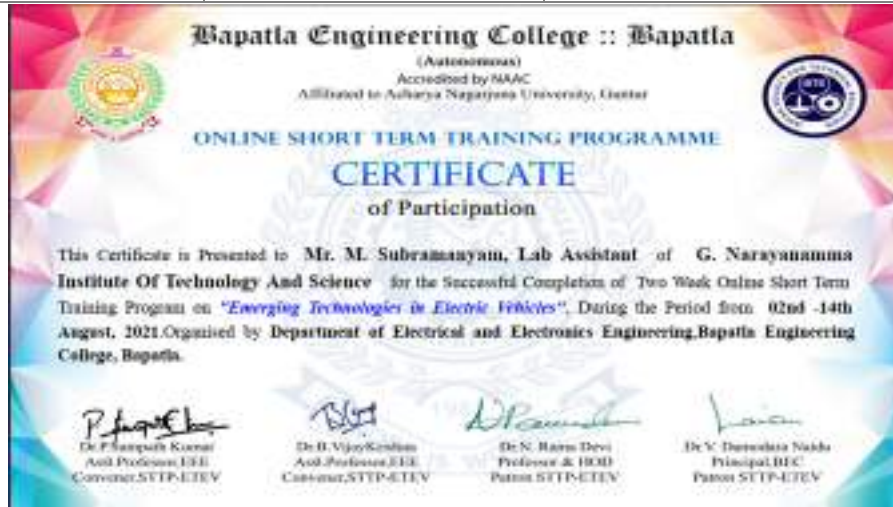 Bapatla Engineering College :: Bapatla
(Autonomous)
Accredited by NAAC
Affiliated to Acharya Nagarjuna University, Guntur
ONLINE SHORT TERM TRAINING PROGRAMME
CERTIFICATE
of Participation
This Certificate is Presented to Mr. M. Subramanyam, Lab Assistant of G. Narayanamma
Institute Of Technology And Science for the Successful Completion of Two Week Online Short Term
Training Program on "Emerging Technologies in Electric Vehicles", During the Period from 02nd -14th
August, 2021.Organised by Department of Electrical and Electronics Engineering,Bapatla Engineering
College, Bapatla.
Dr.P.Sampath Kumar
Asst.Professor,EEE
Convener,STTP-ETEV
Dr.B.VijayKrishna
Asst.Professor,EEE
Convener,STTP-ETEV
Dr.N. Rama Devi
Professor & HOD
Patron STTP-ETEV
Dr.V. Damodara Naidu
Principal,BEC
Patron STTP-ETEV